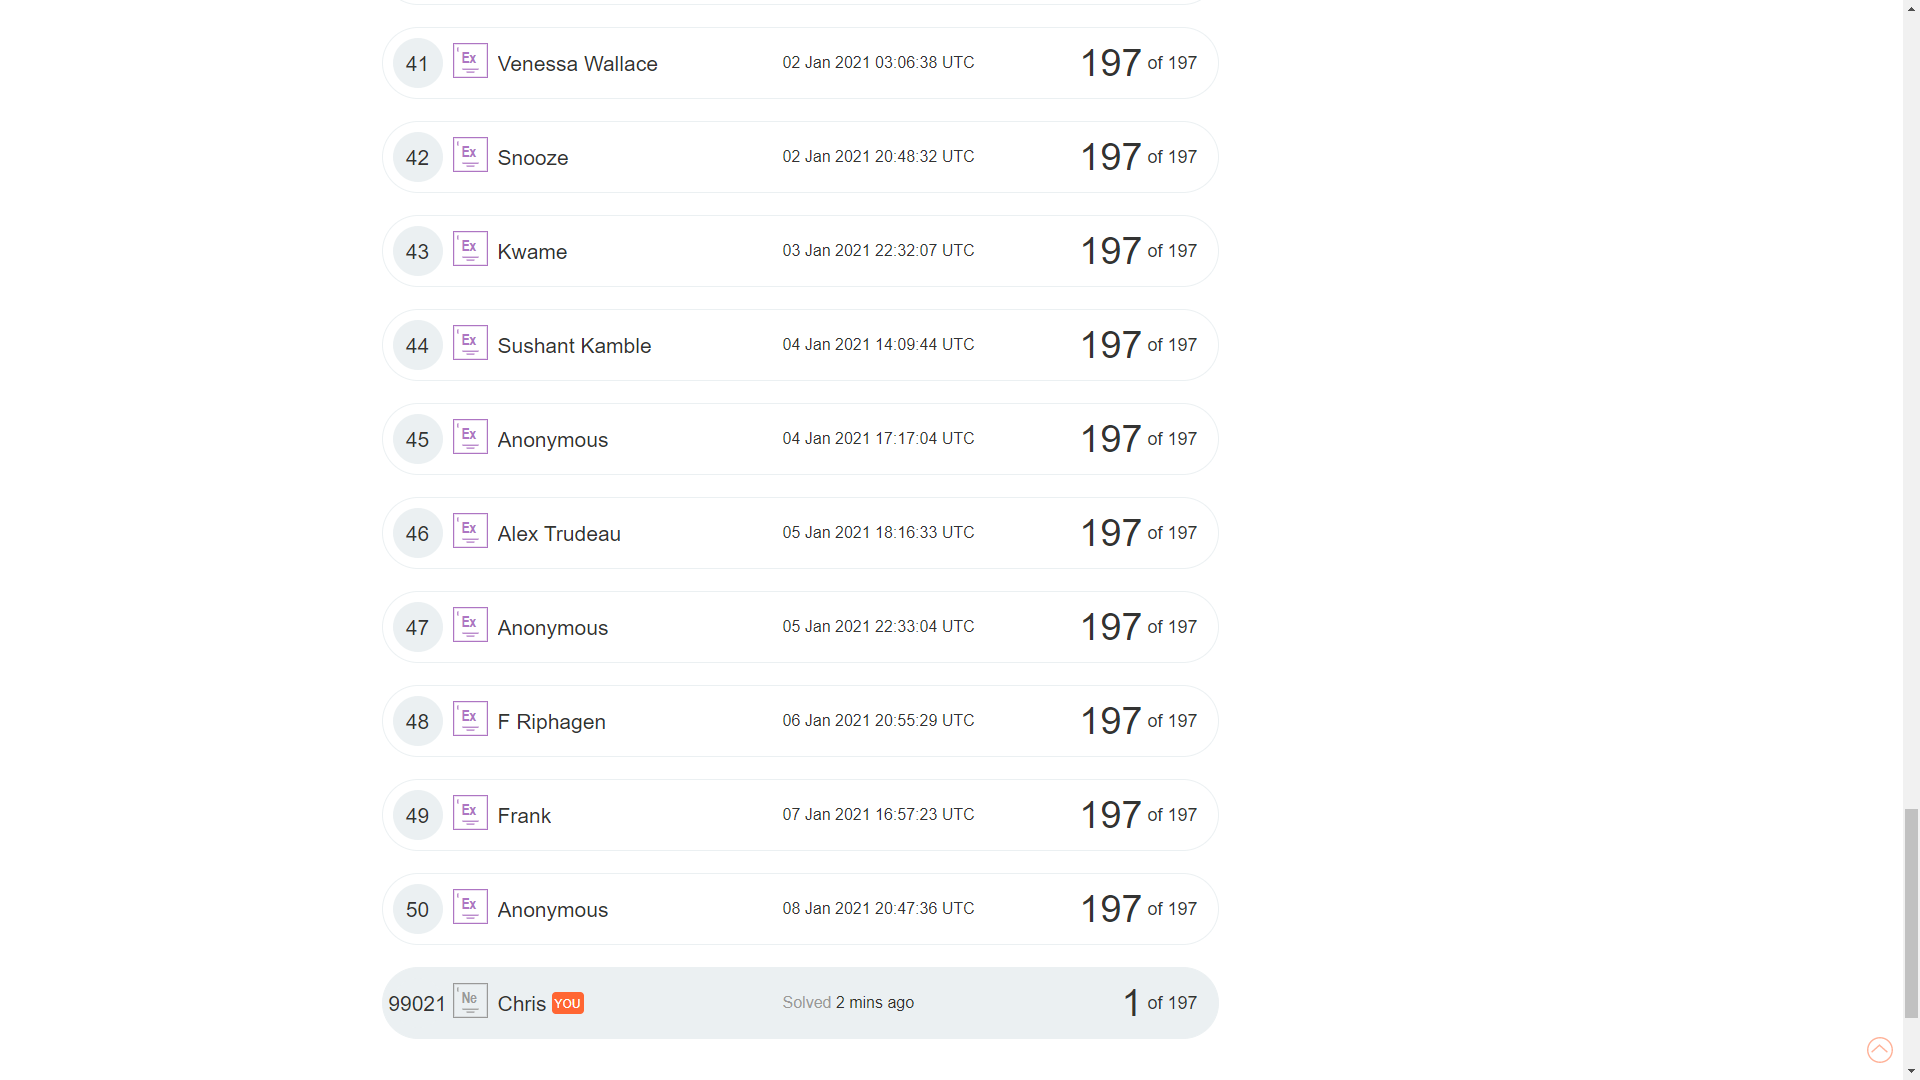 41 Ex Venessa Wallace 02 Jan 2021 03:06:38 UTC 197 of 197
42 Ex Snooze 02 Jan 2021 20:48:32 UTC 197 of 197
43 Ex Kwame 03 Jan 2021 22:32:07 UTC 197 of 197
44 Ex Sushant Kamble 04 Jan 2021 14:09:44 UTC 197 of 197
45 Ex Anonymous 04 Jan 2021 17:17:04 UTC 197 of 197
46 Ex Alex Trudeau 05 Jan 2021 18:16:33 UTC 197 of 197
47 Ex Anonymous 05 Jan 2021 22:33:04 UTC 197 of 197
48 Ex F Riphagen 06 Jan 2021 20:55:29 UTC 197 of 197
49 Ex Frank 07 Jan 2021 16:57:23 UTC 197 of 197
50 Ex Anonymous 08 Jan 2021 20:47:36 UTC 197 of 197
99021 Ne Chris YOU Solved 2 mins ago 1 of 197